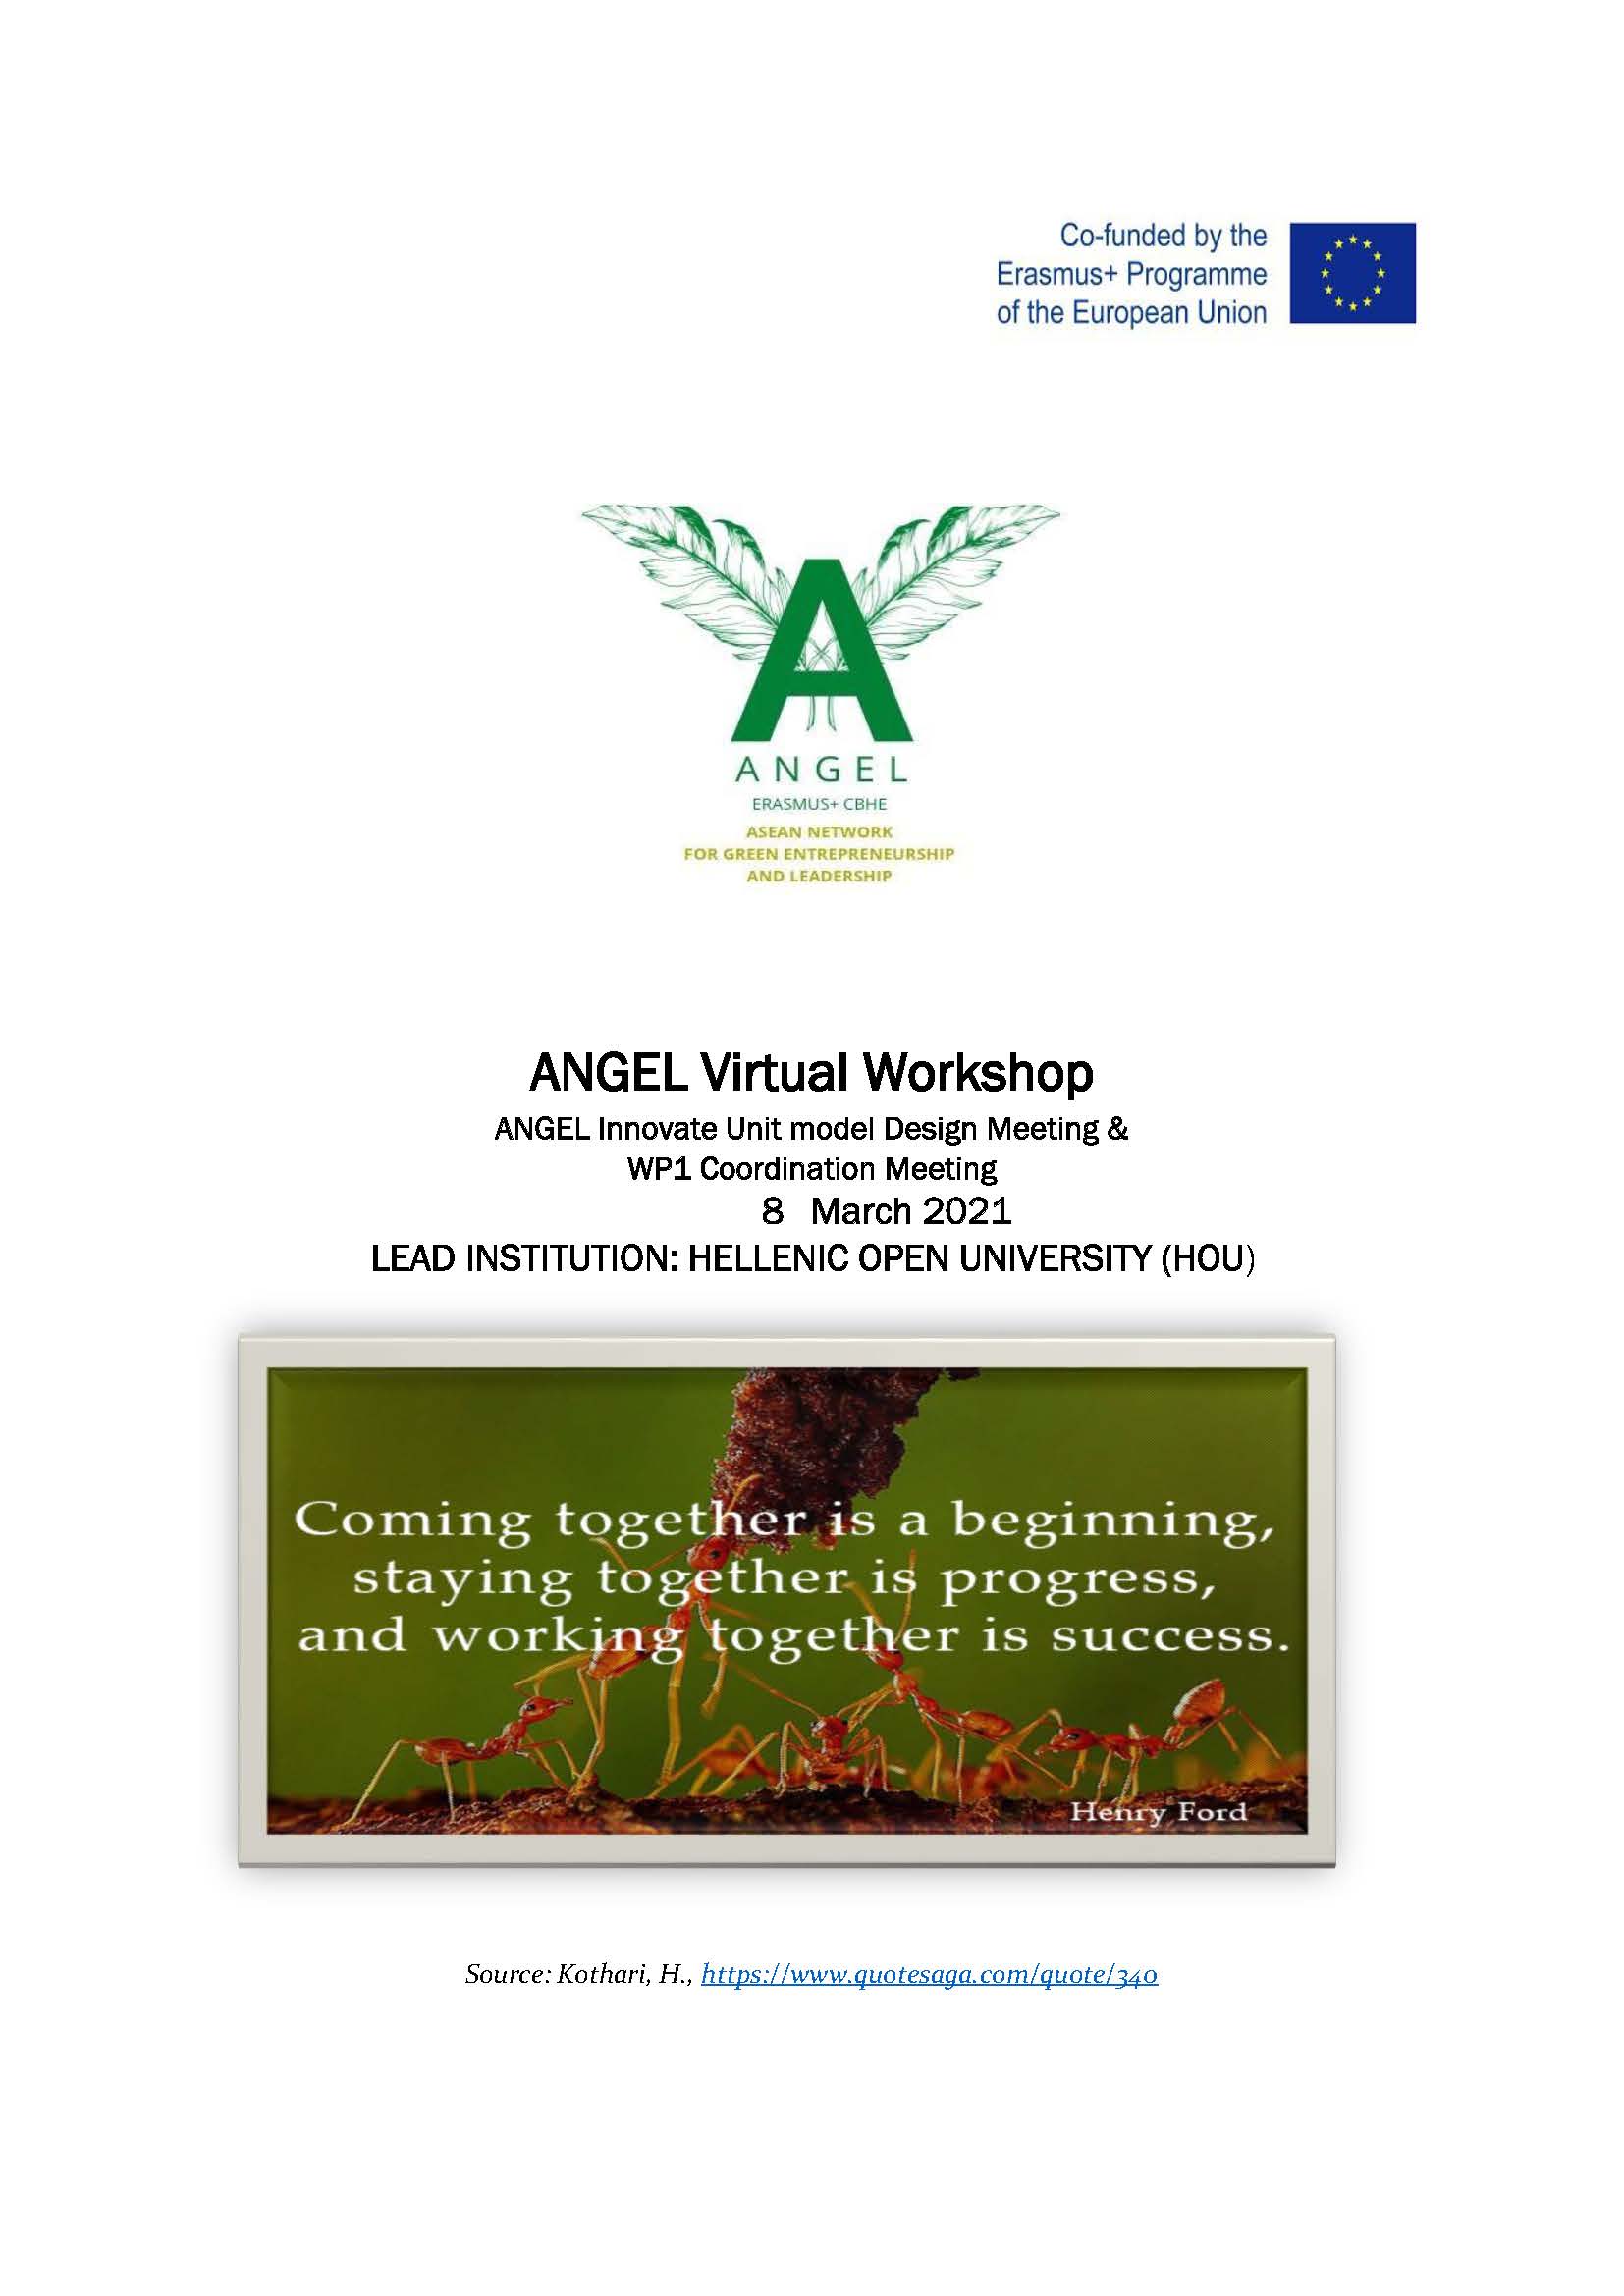 Co-funded by the
Erasmus+ Programme
of the European Union
A
ANGEL
ERASMUS+ CBHE
ASEAN NETWORK
FOR GREEN ENTREPRENEURSHIP
AND LEADERSHIP
ANGEL Virtual Workshop
ANGEL Innovate Unit model Design Meeting &
WP1 Coordination Meeting
8 March 2021
LEAD INSTITUTION: HELLENIC OPEN UNIVERSITY (HOU)
Coming together is a beginning,
staying together is progress,
and working together is success.
Henry Ford
Source: Kothari, H., https://www.quotesaga.com/quote/340